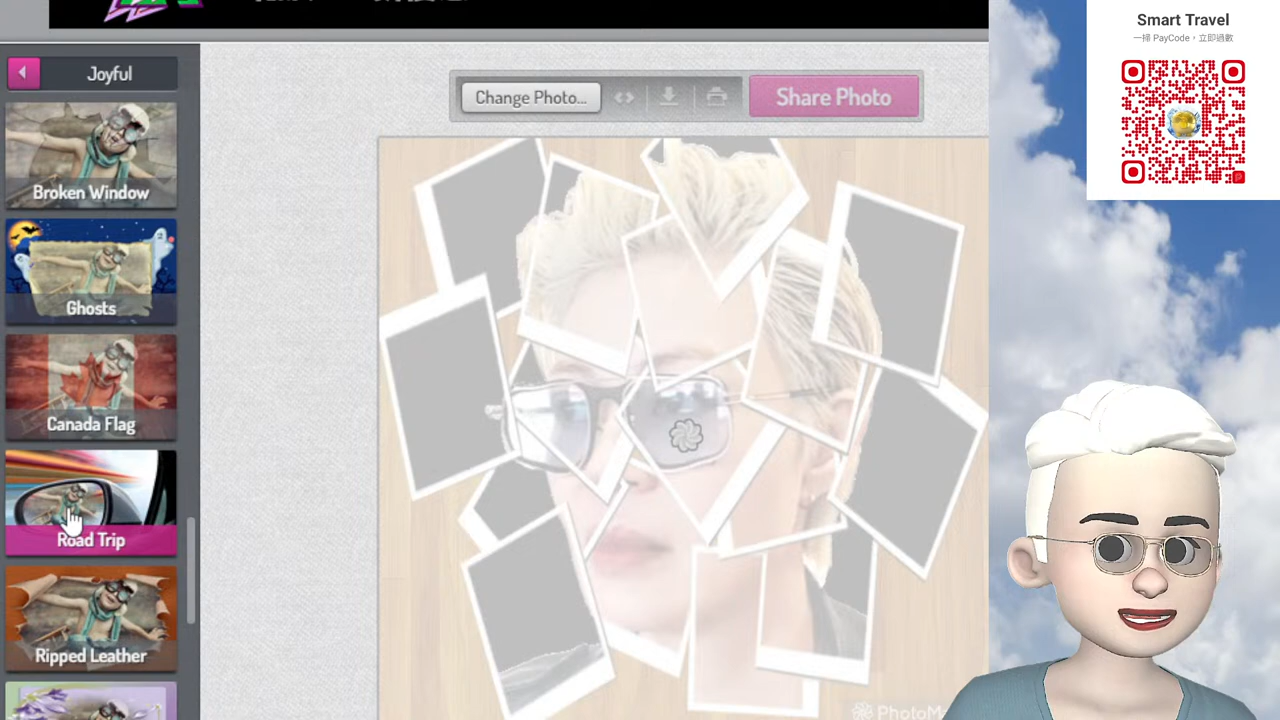 Smart Travel
一掃 PayCode，立即過數
Joyful
Change Photo...
Share Photo
Broken Window
Ghosts
Canada Flag
Road Trip
Ripped Leather